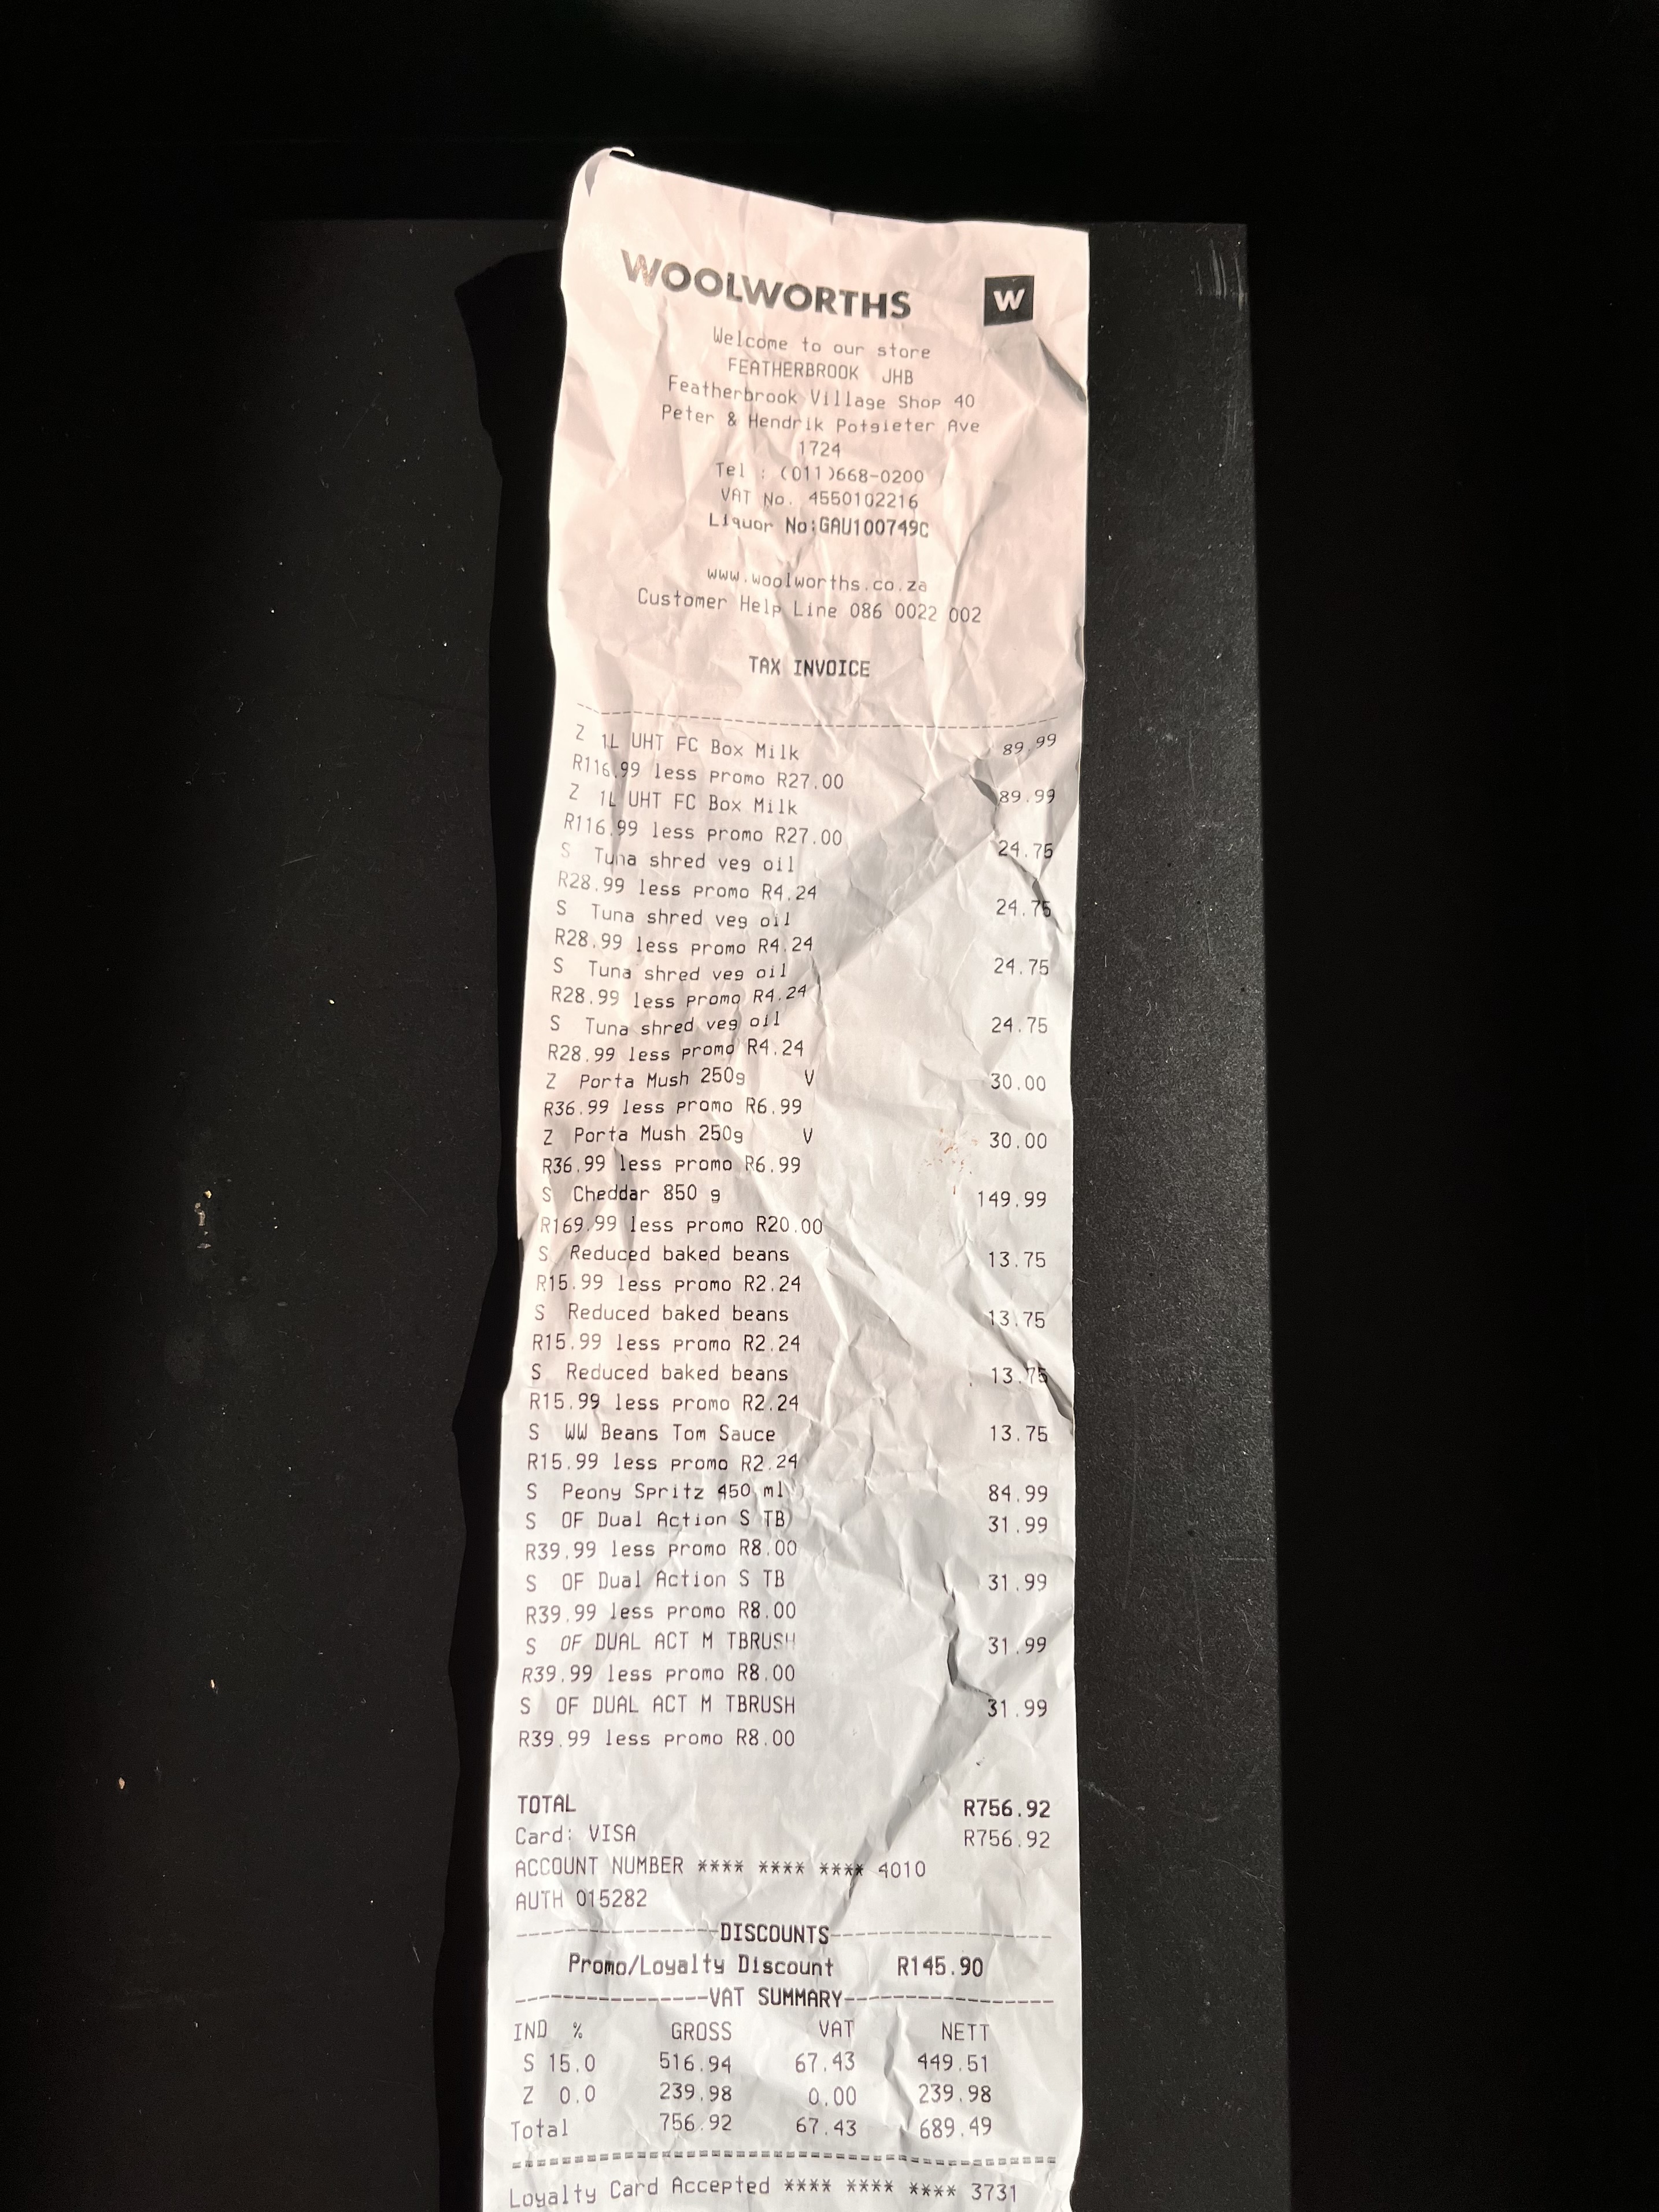 WOOLWORTHS W
Welcome to our store
FEATHERBROOK JHB
Featherbrook Village Shop 40
Peter & Hendrik Potgieter Ave
1724
Tel : (011)668-0200
VAT No. 4550102216
Liquor No:GAU100749C
www.woolworths.co.za
Customer Help Line 086 0022 002
TAX INVOICE
Z 1L UHT FC Box Milk 89.99
R116.99 less promo R27.00
Z 1L UHT FC Box Milk 89.99
R116.99 less promo R27.00
S Tuna shred veg oil 24.75
R28.99 less promo R4.24
S Tuna shred veg oil 24.75
R28.99 less promo R4.24
S Tuna shred veg oil 24.75
R28.99 less promo R4.24
S Tuna shred veg oil 24.75
R28.99 less promo R4.24
Z Porta Mush 250g V 30.00
R36.99 less promo R6.99
Z Porta Mush 250g V 30.00
R36.99 less promo R6.99
S Cheddar 850 g 149.99
R169.99 less promo R20.00
S Reduced baked beans 13.75
R15.99 less promo R2.24
S Reduced baked beans 13.75
R15.99 less promo R2.24
S Reduced baked beans 13.75
R15.99 less promo R2.24
S WW Beans Tom Sauce 13.75
R15.99 less promo R2.24
S Peony Spritz 450 ml 84.99
S OF Dual Action S TB 31.99
R39.99 less promo R8.00
S OF Dual Action S TB 31.99
R39.99 less promo R8.00
S OF DUAL ACT M TBRUSH 31.99
R39.99 less promo R8.00
S OF DUAL ACT M TBRUSH 31.99
R39.99 less promo R8.00
TOTAL R756.92
Card: VISA R756.92
ACCOUNT NUMBER **** **** **** 4010
AUTH 015282
---------------DISCOUNTS---------------
Promo/Loyalty Discount R145.90
---------------VAT SUMMARY---------------
IND % GROSS VAT NETT
S 15.0 516.94 67.43 449.51
Z 0.0 239.98 0.00 239.98
Total 756.92 67.43 689.49
Loyalty Card Accepted **** **** **** 3731